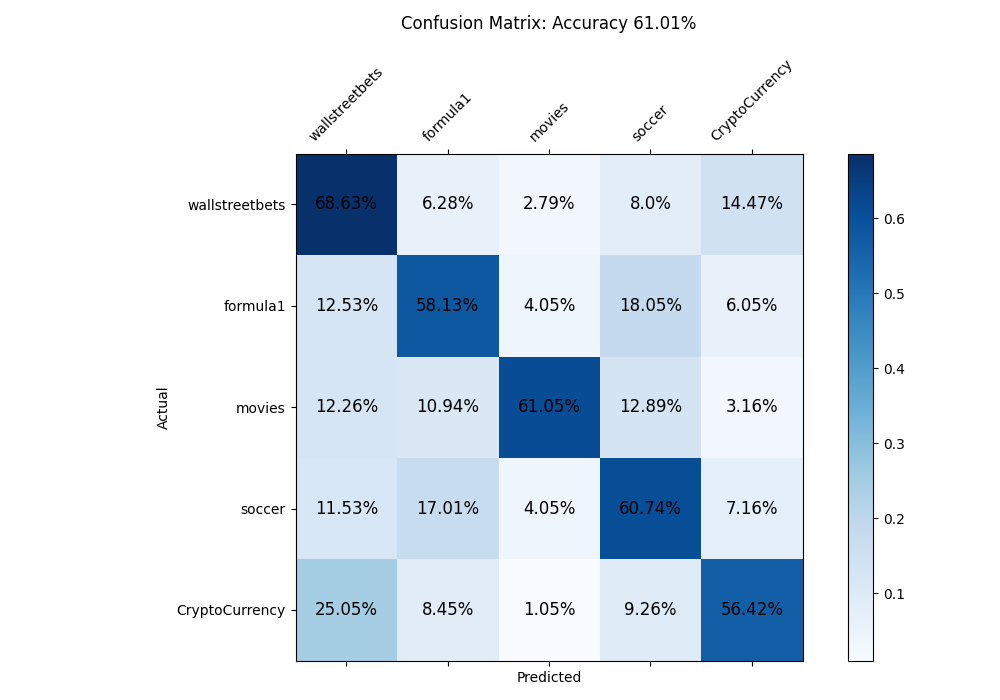 Confusion Matrix: Accuracy 61.01%
wallstreetbets
formula1
movies
soccer
CryptoCurrency
wallstreetbets 68.63% 6.28% 2.79% 8.0% 14.47%
formula1 12.53% 58.13% 4.05% 18.05% 6.05%
movies 12.26% 10.94% 61.05% 12.89% 3.16%
soccer 11.53% 17.01% 4.05% 60.74% 7.16%
CryptoCurrency 25.05% 8.45% 1.05% 9.26% 56.42%
Actual
Predicted
0.6
0.5
0.4
0.3
0.2
0.1